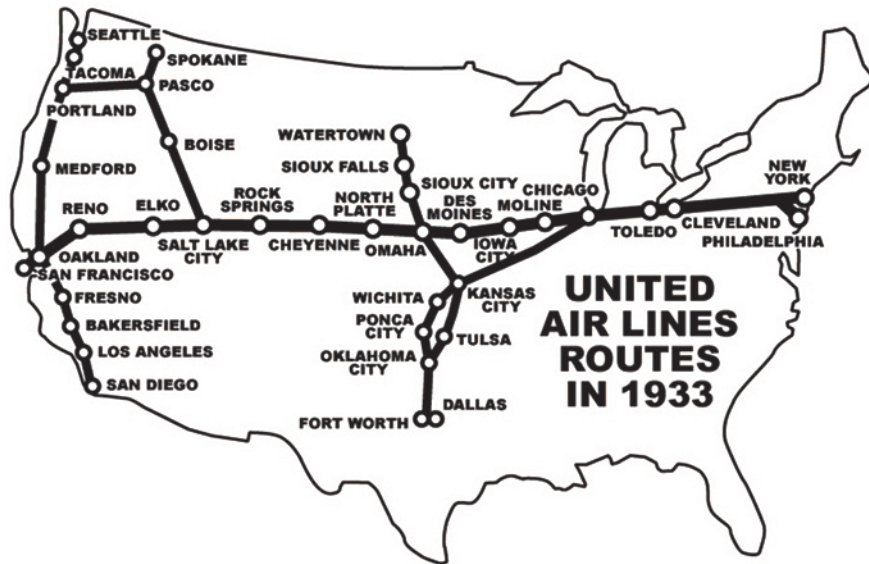 SEATTLE
SPOKANE
TACOMA
PASCO
PORTLAND
BOISE
MEDFORD
WATERTOWN
SIOUX FALLS
SIOUX CITY
RENO
ELKO
ROCK
SPRINGS
NORTH
PLATTE
DES
MOINES
CHICAGO
MOLINE
NEW
YORK
OAKLAND
SAN FRANCISCO
SALT LAKE
CITY
CHEYENNE
OMAHA
IOWA
CITY
TOLEDO
CLEVELAND
PHILADELPHIA
FRESNO
BAKERSFIELD
LOS ANGELES
SAN DIEGO
WICHITA
KANSAS
CITY
PONCA
CITY
TULSA
OKLAHOMA
CITY
FORT WORTH
DALLAS
UNITED
AIR LINES
ROUTES
IN 1933